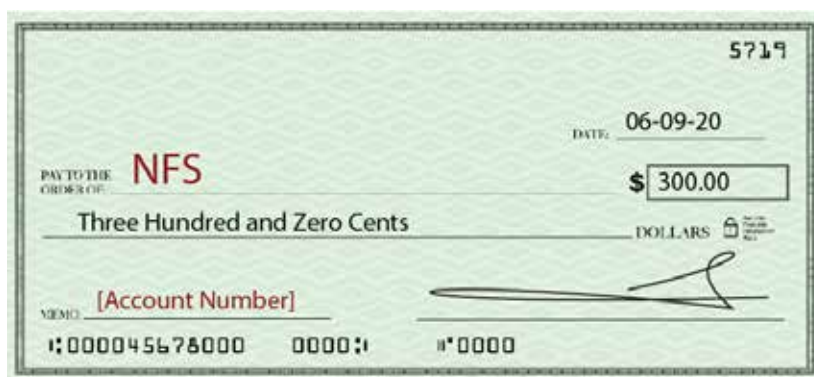 5719
DATE: 06-09-20
PAY TO THE
ORDER OF: NFS $ 300.00
Three Hundred and Zero Cents DOLLARS
MEMO [Account Number]
⑆000045678000 0000⑆ ⑈0000